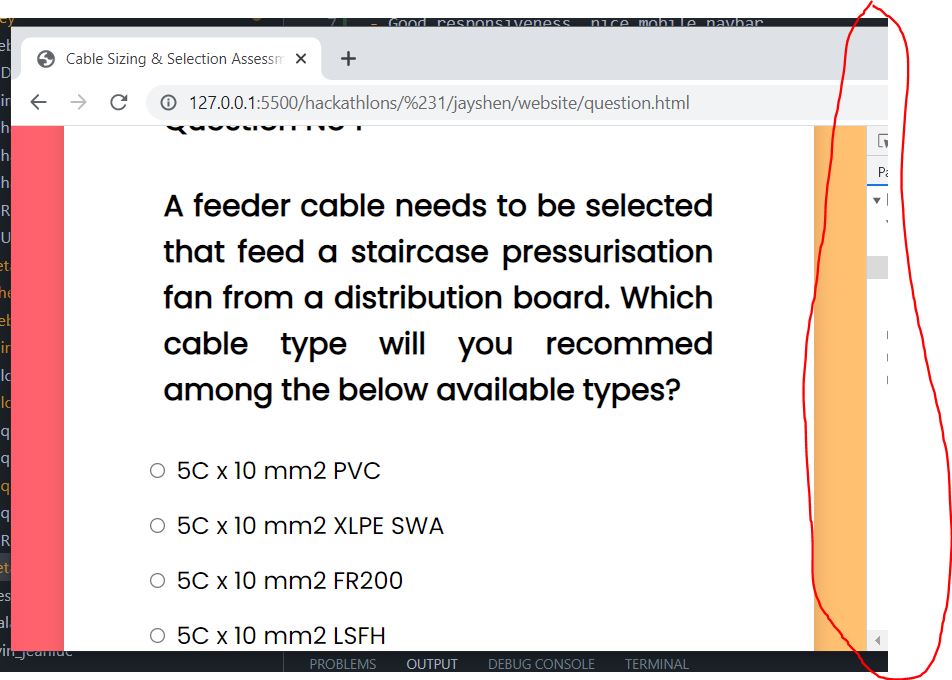 - Good responsiveness, nice mobile navbar
Cable Sizing & Selection Assessm
127.0.0.1:5500/hackathlons/%231/jayshen/website/question.html
A feeder cable needs to be selected
that feed a staircase pressurisation
fan from a distribution board. Which
cable type will you recommed
among the below available types?
5C x 10 mm2 PVC
5C x 10 mm2 XLPE SWA
5C x 10 mm2 FR200
5C x 10 mm2 LSFH
PROBLEMS OUTPUT DEBUG CONSOLE TERMINAL